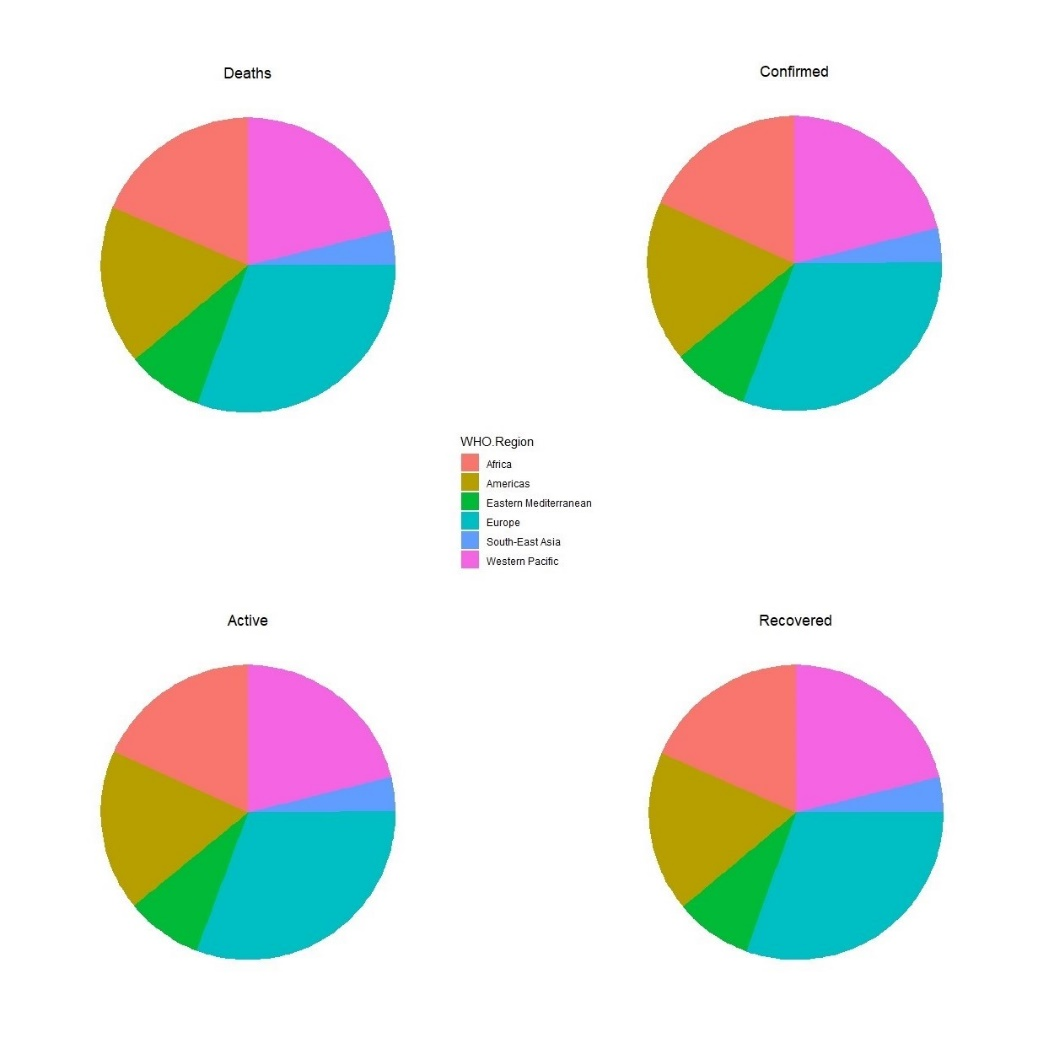 Deaths
Confirmed
WHO.Region
Africa
Americas
Eastern Mediterranean
Europe
South-East Asia
Western Pacific
Active
Recovered